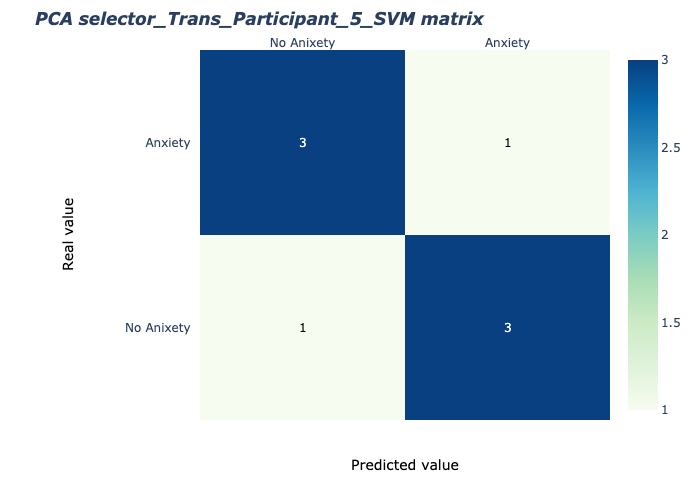 PCA selector_Trans_Participant_5_SVM matrix
No Anixety Anxiety
3
Anxiety 3 1
2.5
Real value
2
No Anixety 1 3
1.5
1
Predicted value